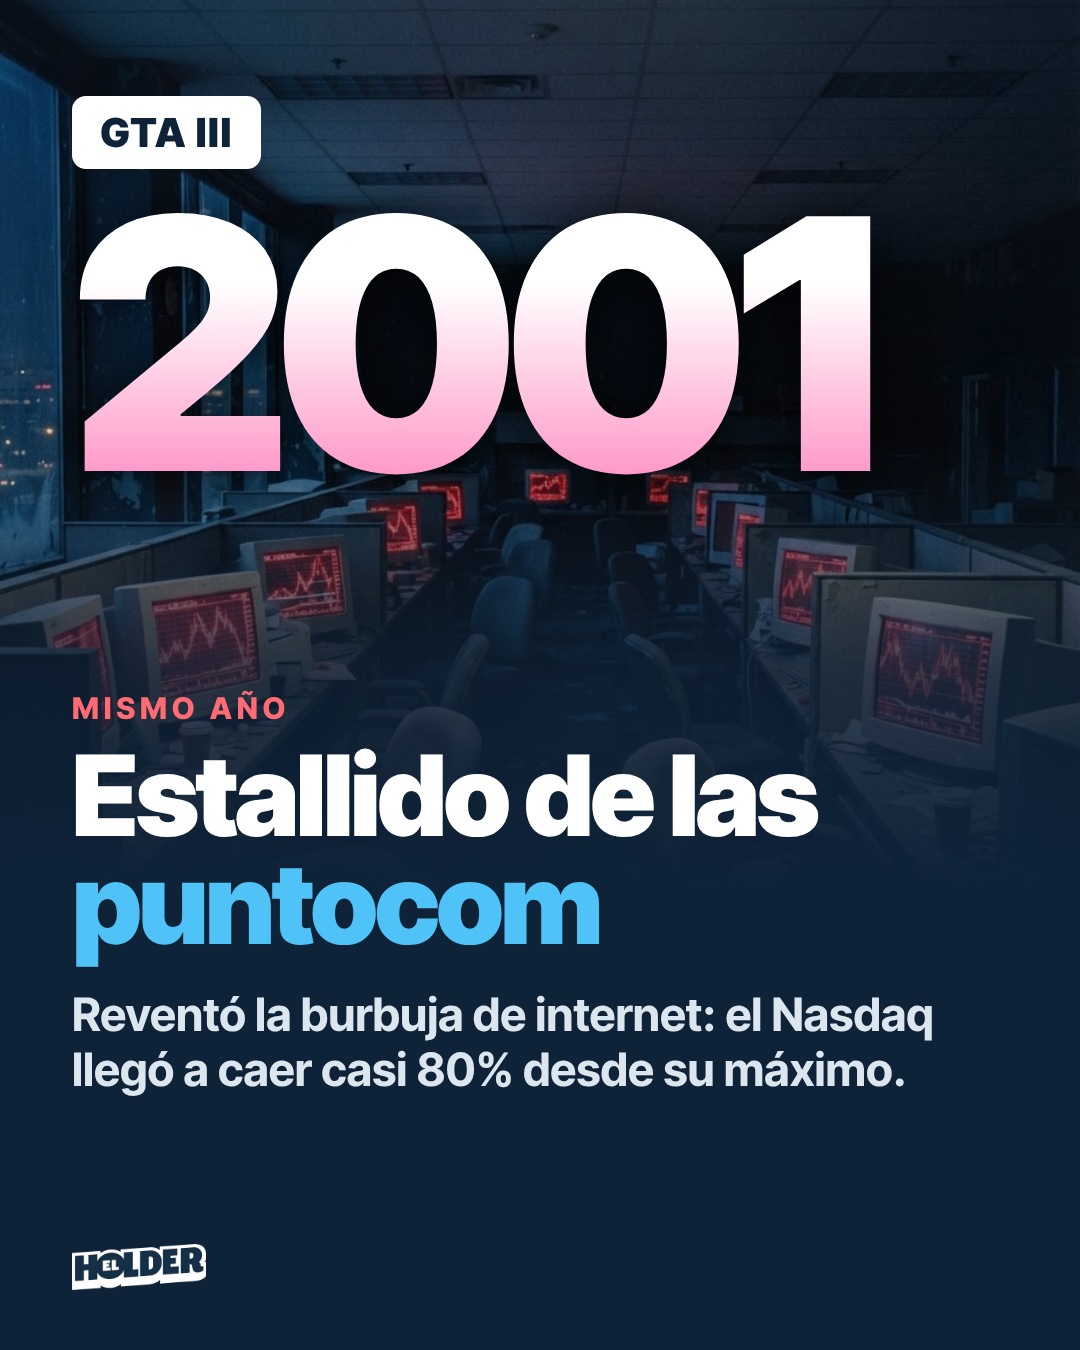 GTA III
2001
MISMO AÑO
Estallido de las
puntocom
Reventó la burbuja de internet: el Nasdaq
llegó a caer casi 80% desde su máximo.
EL HOLDER